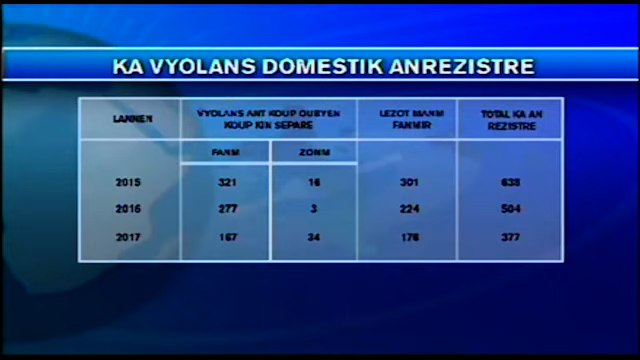 KA VYOLANS DOMESTIK ANREZISTRE
LANNEN VYOLANS ANT KOUP OUBYEN KOUP KIN SEPARE LEZOT MANM FANMIR TOTAL KA AN REZISTRE
FANM ZONM
2015 321 16 301 638
2016 277 3 224 504
2017 167 34 176 377